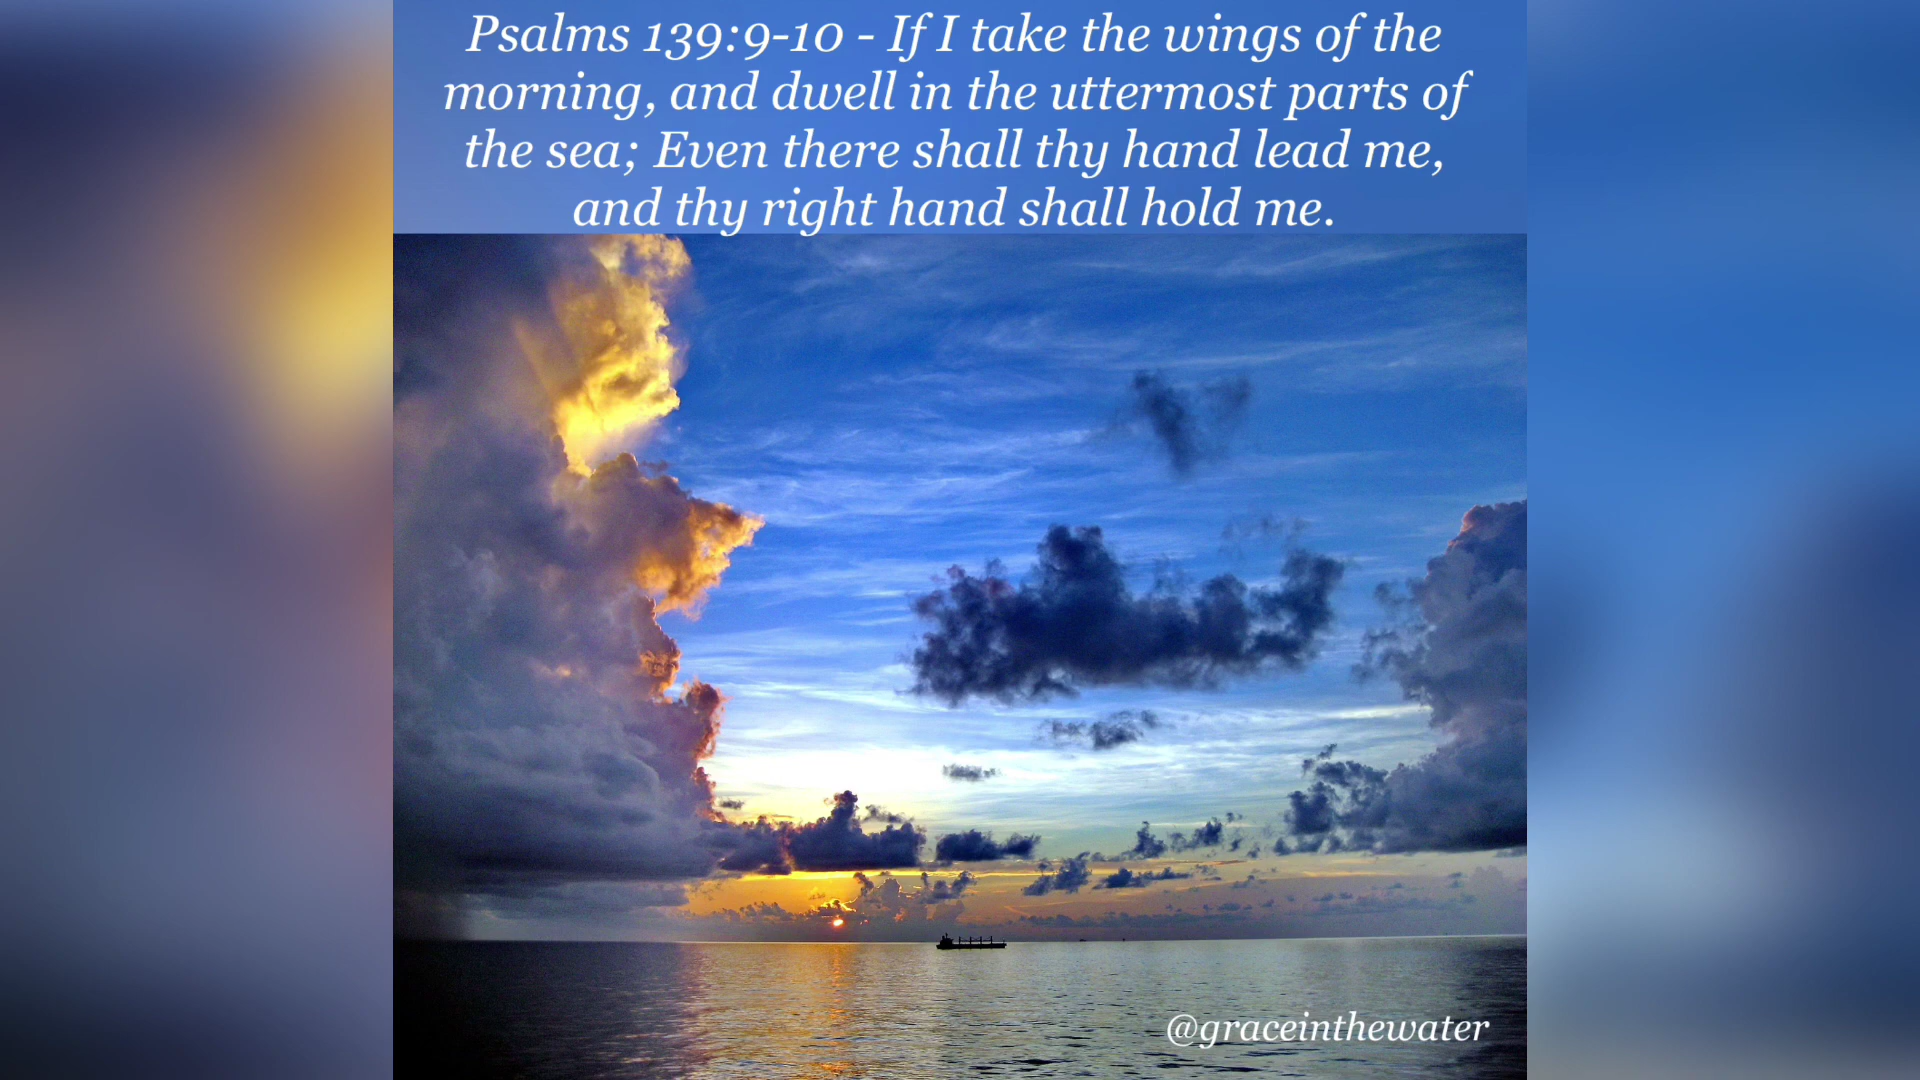 Psalms 139:9-10 - If I take the wings of the
morning, and dwell in the uttermost parts of
the sea; Even there shall thy hand lead me,
and thy right hand shall hold me.
@graceinthewater